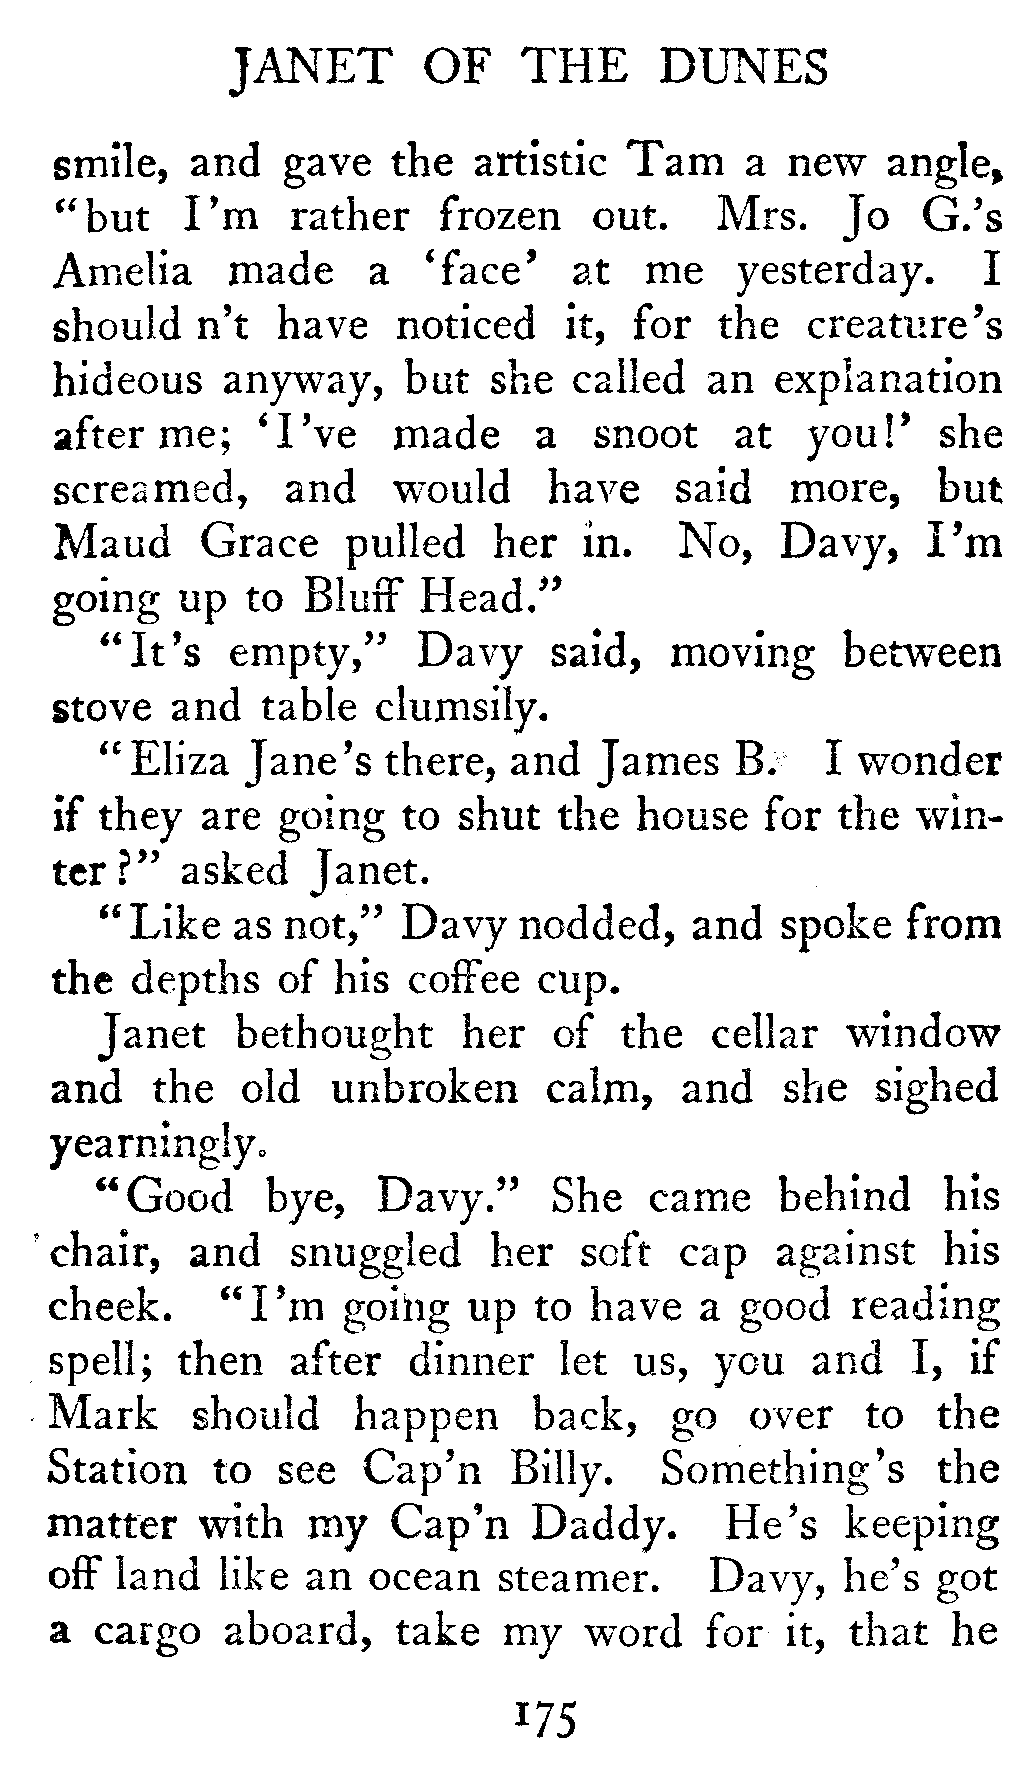 JANET OF THE DUNES
smile, and gave the artistic Tam a new angle,
“but I’m rather frozen out. Mrs. Jo G.’s
Amelia made a ‘face’ at me yesterday. I
should n’t have noticed it, for the creature’s
hideous anyway, but she called an explanation
after me; ‘I’ve made a snoot at you!’ she
screamed, and would have said more, but
Maud Grace pulled her in. No, Davy, I’m
going up to Bluff Head.”
“It’s empty,” Davy said, moving between
stove and table clumsily.
“Eliza Jane’s there, and James B. I wonder
if they are going to shut the house for the win-
ter?” asked Janet.
“Like as not,” Davy nodded, and spoke from
the depths of his coffee cup.
Janet bethought her of the cellar window
and the old unbroken calm, and she sighed
yearningly.
“Good bye, Davy.” She came behind his
chair, and snuggled her soft cap against his
cheek. “I’m going up to have a good reading
spell; then after dinner let us, you and I, if
Mark should happen back, go over to the
Station to see Cap’n Billy. Something’s the
matter with my Cap’n Daddy. He’s keeping
off land like an ocean steamer. Davy, he’s got
a cargo aboard, take my word for it, that he
175